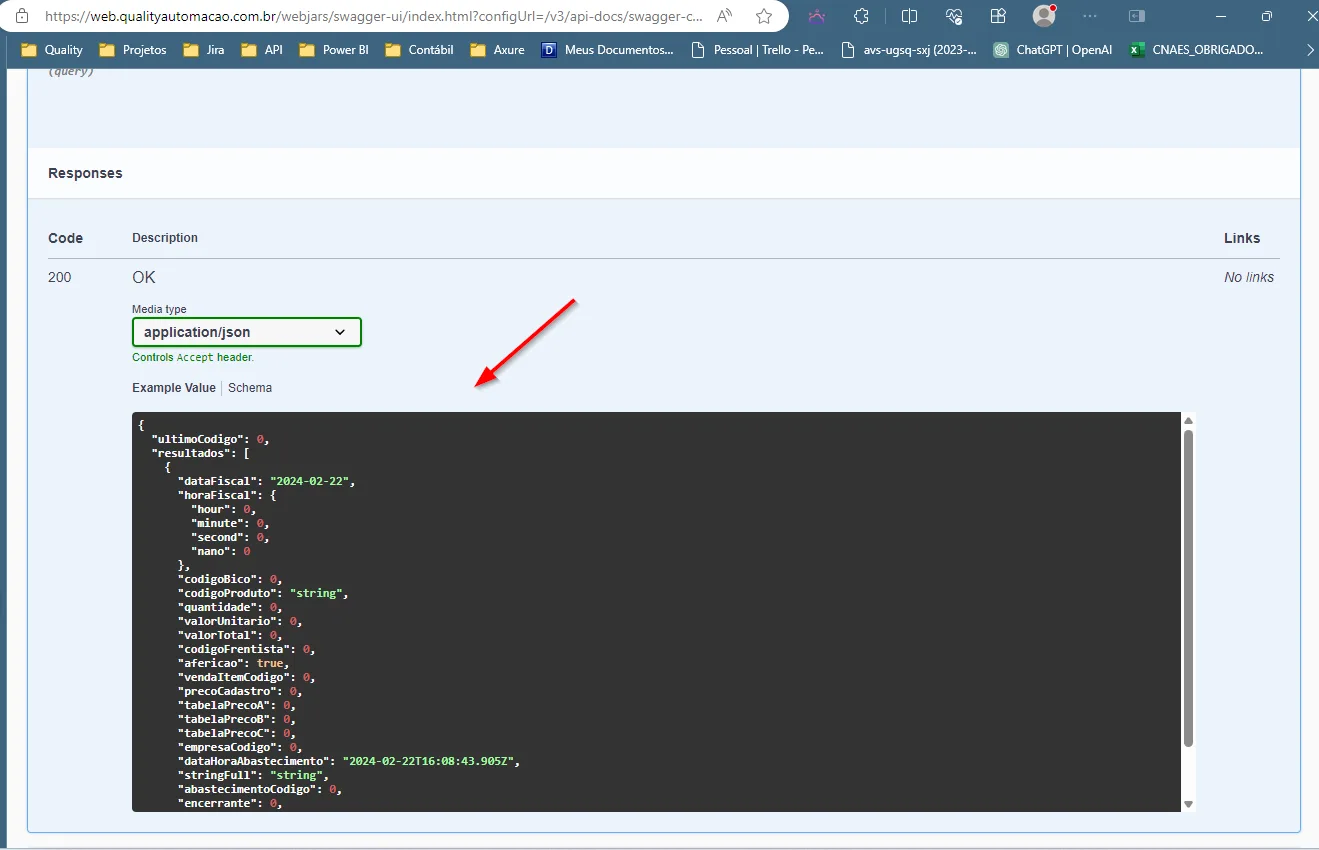 https://web.qualityautomacao.com.br/webjars/swagger-ui/index.html?configUrl=/v3/api-docs/swagger-c...
Quality Projetos Jira API Power BI Contábil Axure Meus Documentos... Pessoal | Trello - Pe... avs-ugsq-sxj (2023-... ChatGPT | OpenAI CNAES_OBRIGADO...
(query)
Responses
Code Description Links
200 OK No links
Media type
application/json
Controls Accept header.
Example Value Schema
{
  "ultimoCodigo": 0,
  "resultados": [
    {
      "dataFiscal": "2024-02-22",
      "horaFiscal": {
        "hour": 0,
        "minute": 0,
        "second": 0,
        "nano": 0
      },
      "codigoBico": 0,
      "codigoProduto": "string",
      "quantidade": 0,
      "valorUnitario": 0,
      "valorTotal": 0,
      "codigoFrentista": 0,
      "afericao": true,
      "vendaItemCodigo": 0,
      "precoCadastro": 0,
      "tabelaPrecoA": 0,
      "tabelaPrecoB": 0,
      "tabelaPrecoC": 0,
      "empresaCodigo": 0,
      "dataHoraAbastecimento": "2024-02-22T16:08:43.905Z",
      "stringFull": "string",
      "abastecimentoCodigo": 0,
      "encerrante": 0,